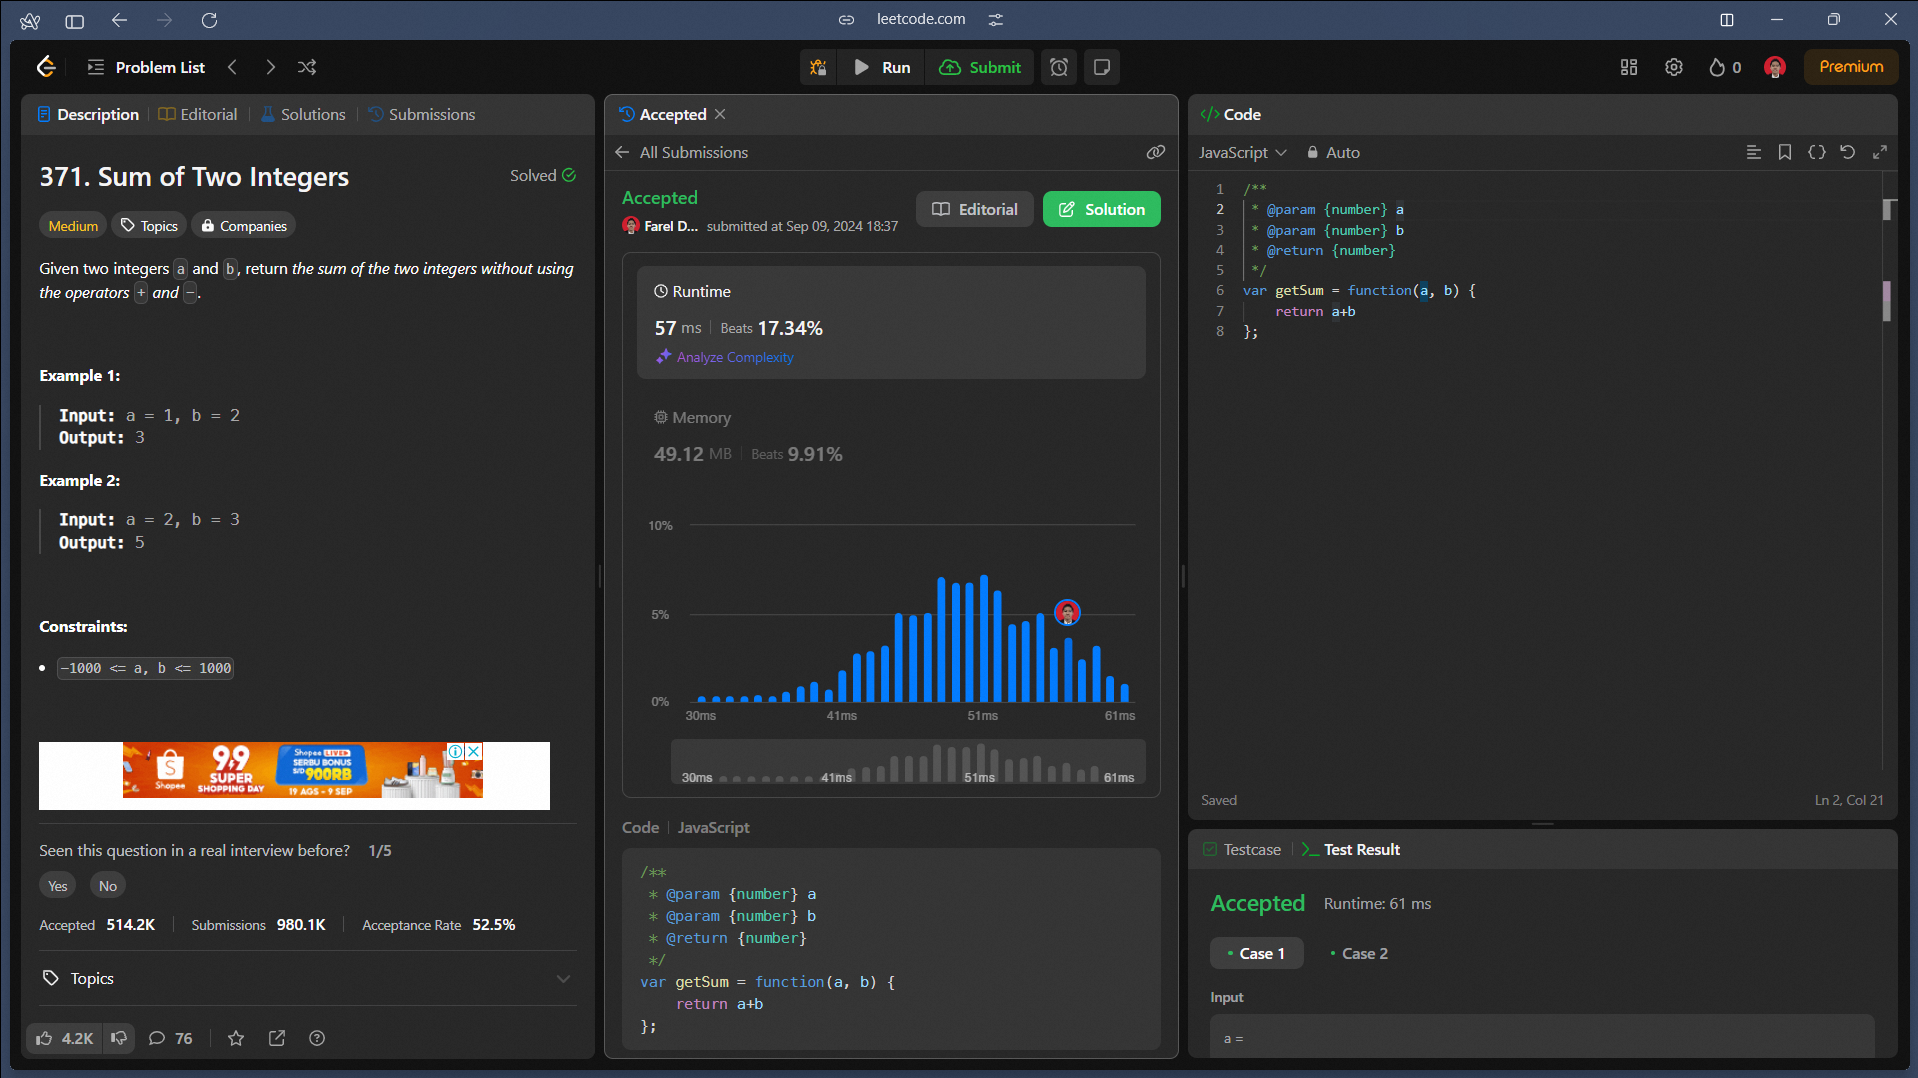 leetcode.com
Problem List
Run
Submit
0
Premium
Description
Editorial
Solutions
Submissions
371. Sum of Two Integers
Solved
Medium
Topics
Companies
Given two integers a and b, return the sum of the two integers without using
the operators + and -.
Example 1:
Input: a = 1, b = 2
Output: 3
Example 2:
Input: a = 2, b = 3
Output: 5
Constraints:
-1000 <= a, b <= 1000
Shopee
9.9
SUPER
SHOPPING DAY
Shopee LIVE
SERBU BONUS
S/D 900RB
19 AGS - 9 SEP
Seen this question in a real interview before? 1/5
Yes
No
Accepted 514.2K
Submissions 980.1K
Acceptance Rate 52.5%
Topics
4.2K
76
Accepted
All Submissions
Accepted
Farel D... submitted at Sep 09, 2024 18:37
Editorial
Solution
Runtime
57 ms Beats 17.34%
Analyze Complexity
Memory
49.12 MB Beats 9.91%
10%
5%
0%
30ms 41ms 51ms 61ms
30ms 41ms 51ms 61ms
Code JavaScript
/**
 * @param {number} a
 * @param {number} b
 * @return {number}
 */
var getSum = function(a, b) {
    return a+b
};
</> Code
JavaScript
Auto
1 /**
2  * @param {number} a
3  * @param {number} b
4  * @return {number}
5  */
6 var getSum = function(a, b) {
7     return a+b
8 };
Saved
Ln 2, Col 21
Testcase
Test Result
Accepted Runtime: 61 ms
Case 1
Case 2
Input
a =